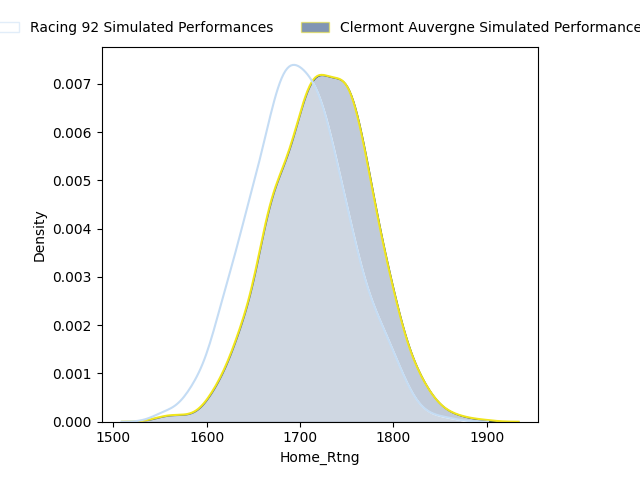 Racing 92 Simulated Performances Clermont Auvergne Simulated Performance
0.007
0.006
0.005
0.004
0.003
0.002
0.001
0.000
Density
1500 1600 1700 1800 1900
Home_Rtng